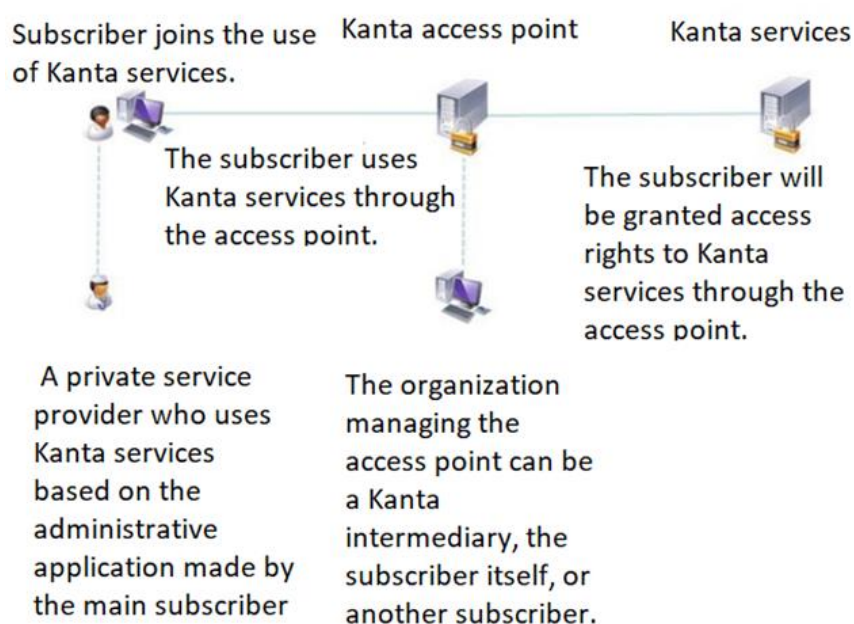 Subscriber joins the use
of Kanta services.
Kanta access point
Kanta services
The subscriber uses
Kanta services through
the access point.
The subscriber will
be granted access
rights to Kanta
services through the
access point.
A private service
provider who uses
Kanta services
based on the
administrative
application made by
the main subscriber
The organization
managing the
access point can be
a Kanta
intermediary, the
subscriber itself, or
another subscriber.